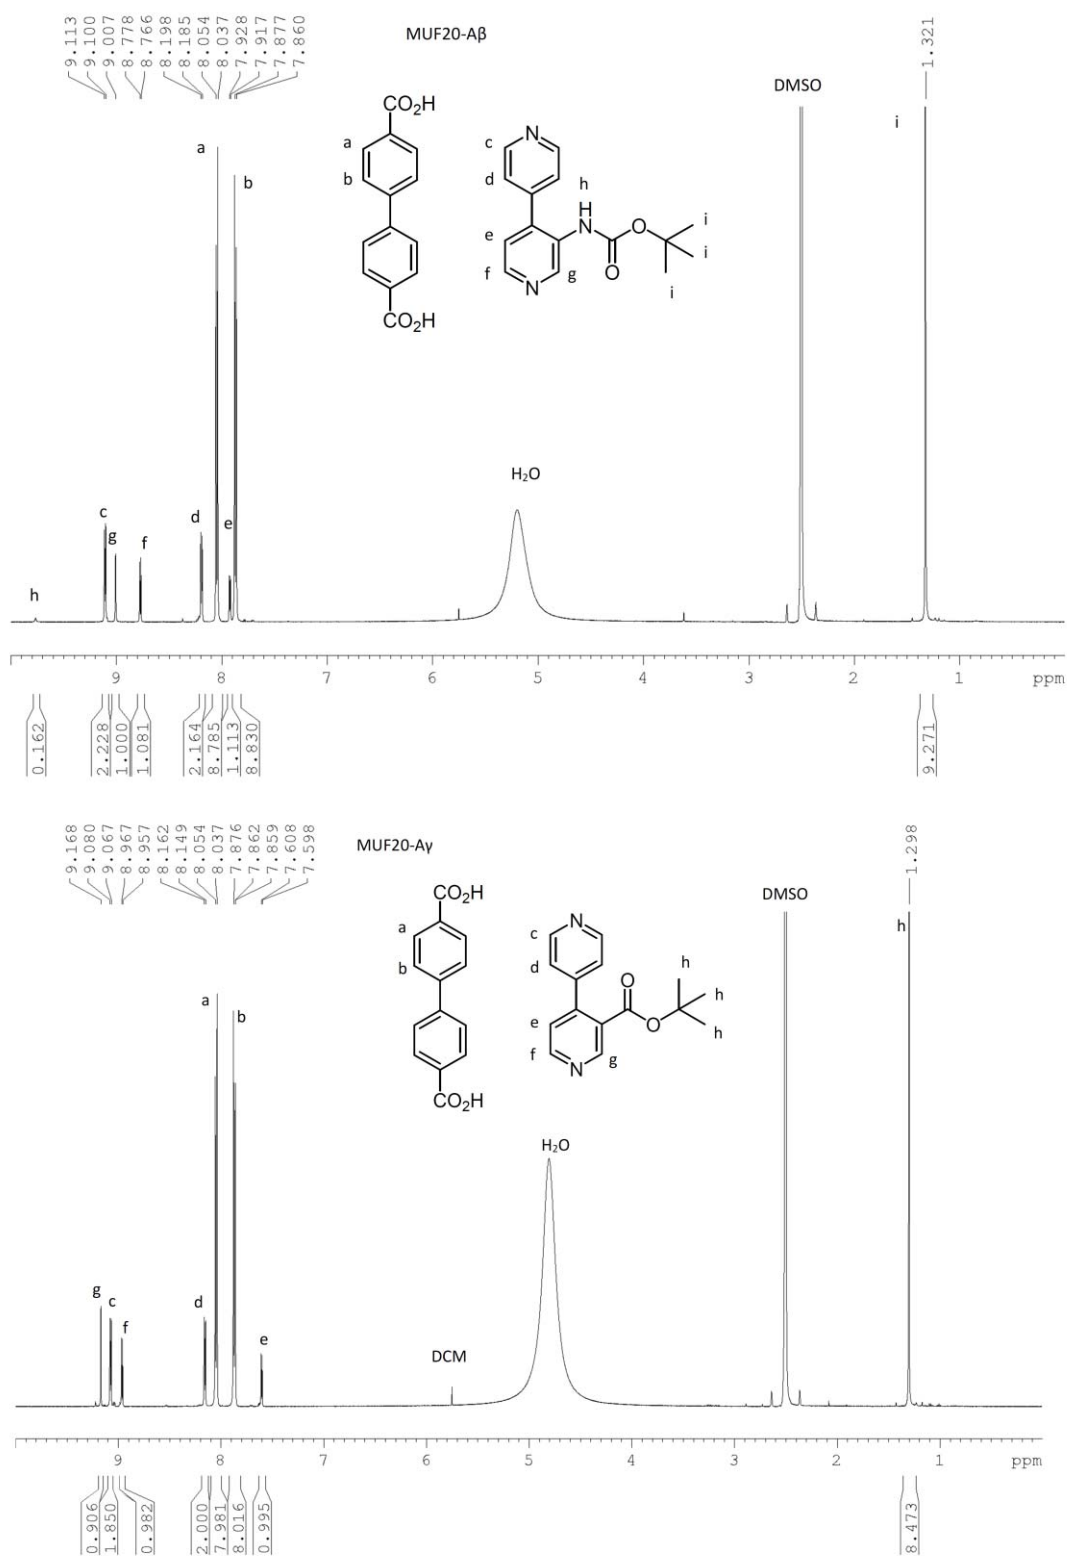 9.113
9.100
9.007
8.778
8.766
8.198
8.185
8.054
8.037
7.928
7.917
7.877
7.860
1.321
MUF20-Aβ
DMSO
CO₂H
a
b
CO₂H
N
c
d
h
H
N
O
O
i
i
i
e
f
N
g
a
b
i
H₂O
c
g
f
d
e
h
9
8
7
6
5
4
3
2
1
ppm
0.162
2.228
1.000
1.081
2.164
8.785
1.113
8.830
9.271
9.168
9.080
9.067
8.967
8.957
8.162
8.149
8.054
8.037
7.876
7.862
7.859
7.608
7.598
1.298
MUF20-Aγ
DMSO
CO₂H
a
b
CO₂H
N
c
d
O
O
h
h
h
e
f
N
g
a
b
h
H₂O
g
c
f
d
e
DCM
9
8
7
6
5
4
3
2
1
ppm
0.906
1.850
0.982
2.000
7.981
8.016
0.995
8.473